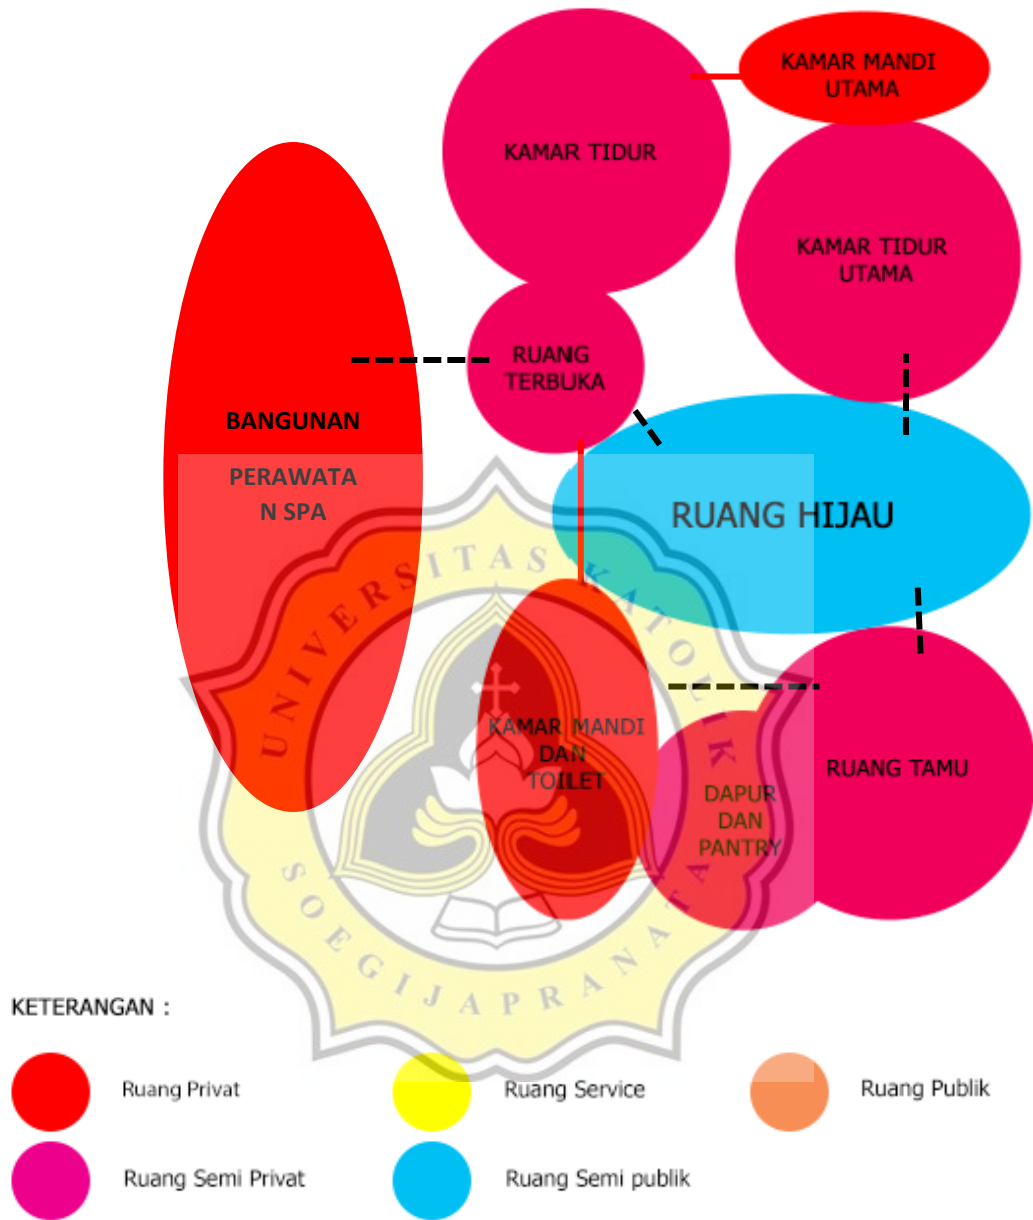 KAMAR MANDI
UTAMA
KAMAR TIDUR
KAMAR TIDUR
UTAMA
RUANG
TERBUKA
BANGUNAN
PERAWATA
N SPA
RUANG HIJAU
UNIVERSITAS KATOLIK
KAMAR MANDI
DAN
TOILET
RUANG TAMU
DAPUR
DAN
PANTRY
SOEGIJAPRANATA
KETERANGAN :
Ruang Privat
Ruang Service
Ruang Publik
Ruang Semi Privat
Ruang Semi publik